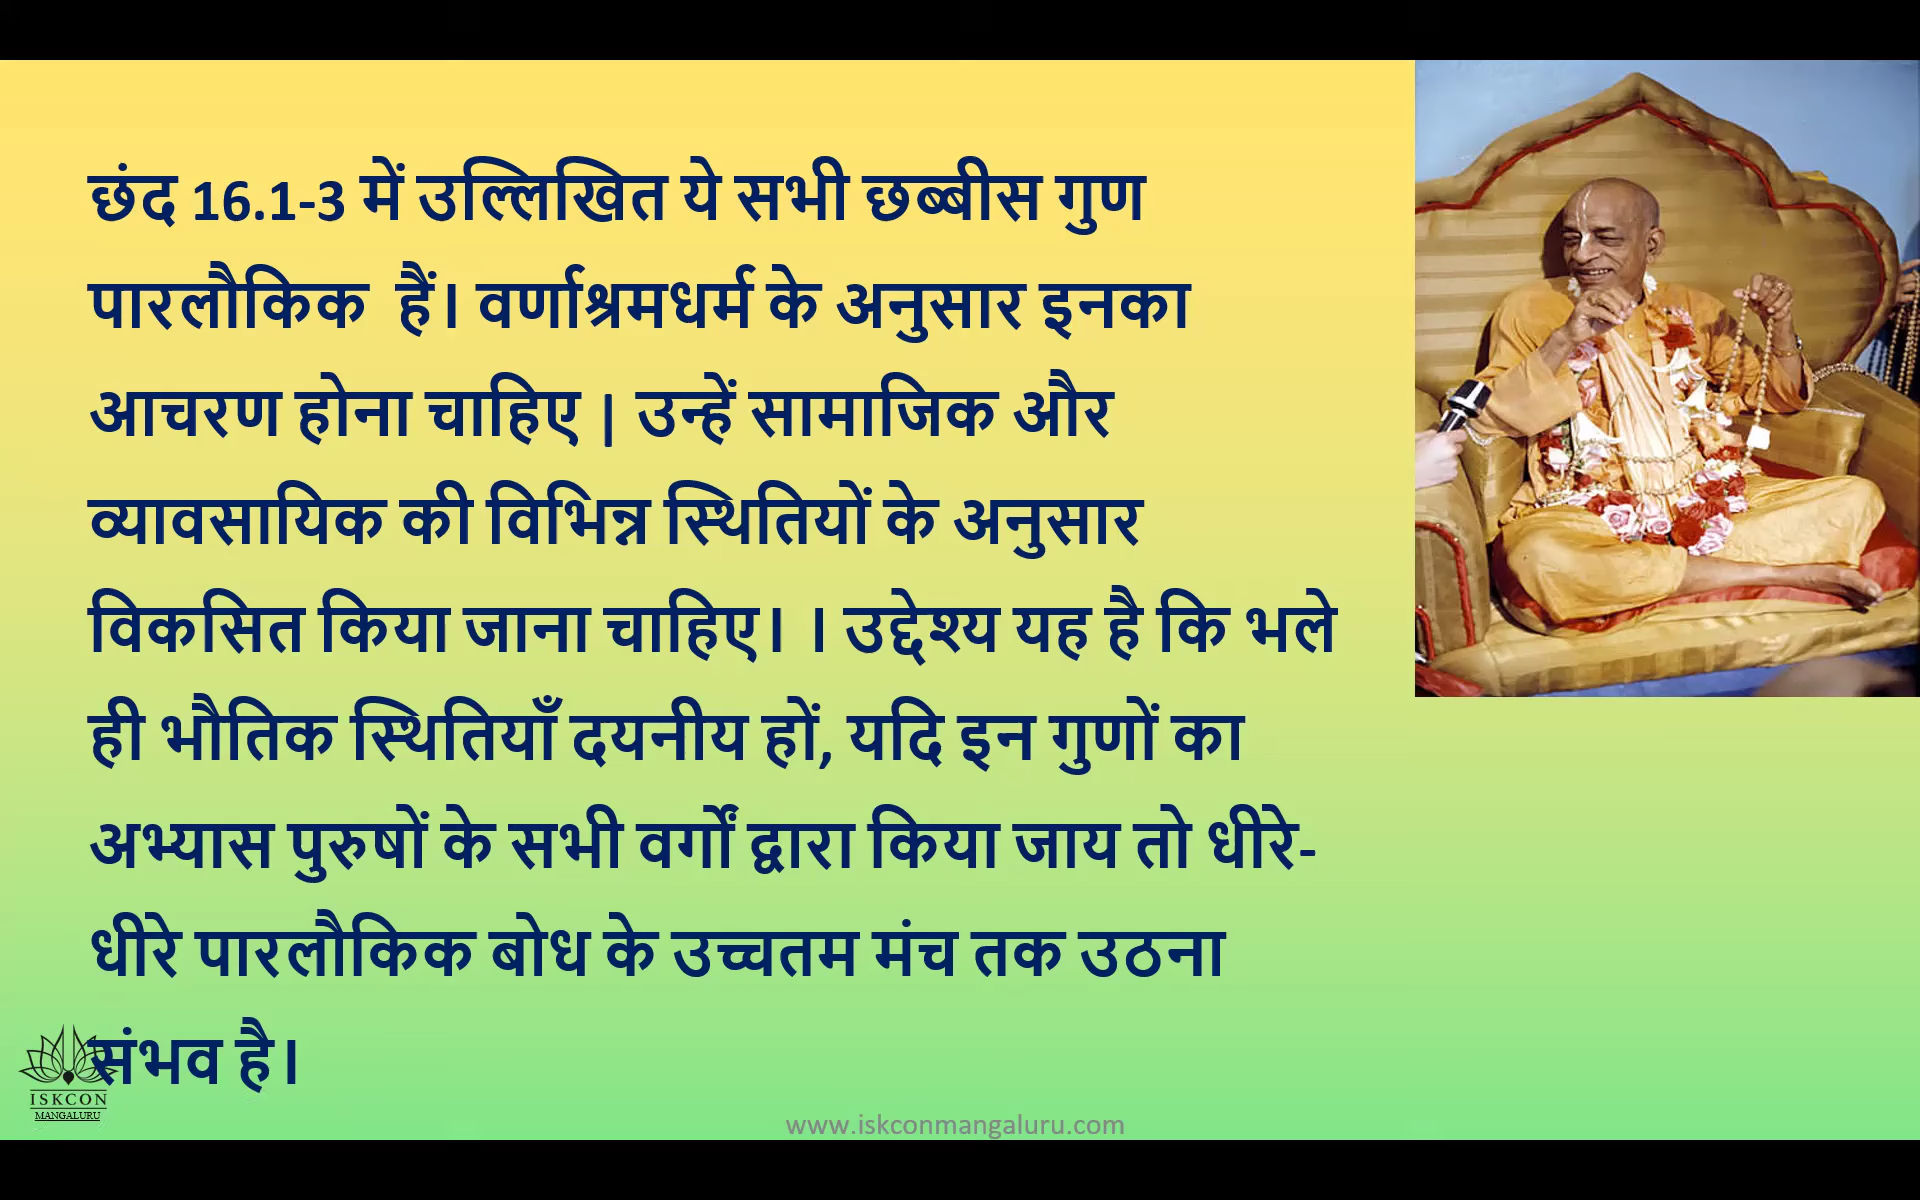 छंद 16.1-3 में उल्लिखित ये सभी छब्बीस गुण
पारलौकिक हैं। वर्णाश्रमधर्म के अनुसार इनका
आचरण होना चाहिए | उन्हें सामाजिक और
व्यावसायिक की विभिन्न स्थितियों के अनुसार
विकसित किया जाना चाहिए। । उद्देश्य यह है कि भले
ही भौतिक स्थितियाँ दयनीय हों, यदि इन गुणों का
अभ्यास पुरुषों के सभी वर्गों द्वारा किया जाय तो धीरे-
धीरे पारलौकिक बोध के उच्चतम मंच तक उठना
संभव है।
ISKCON
MANGALURU
www.iskconmangaluru.com